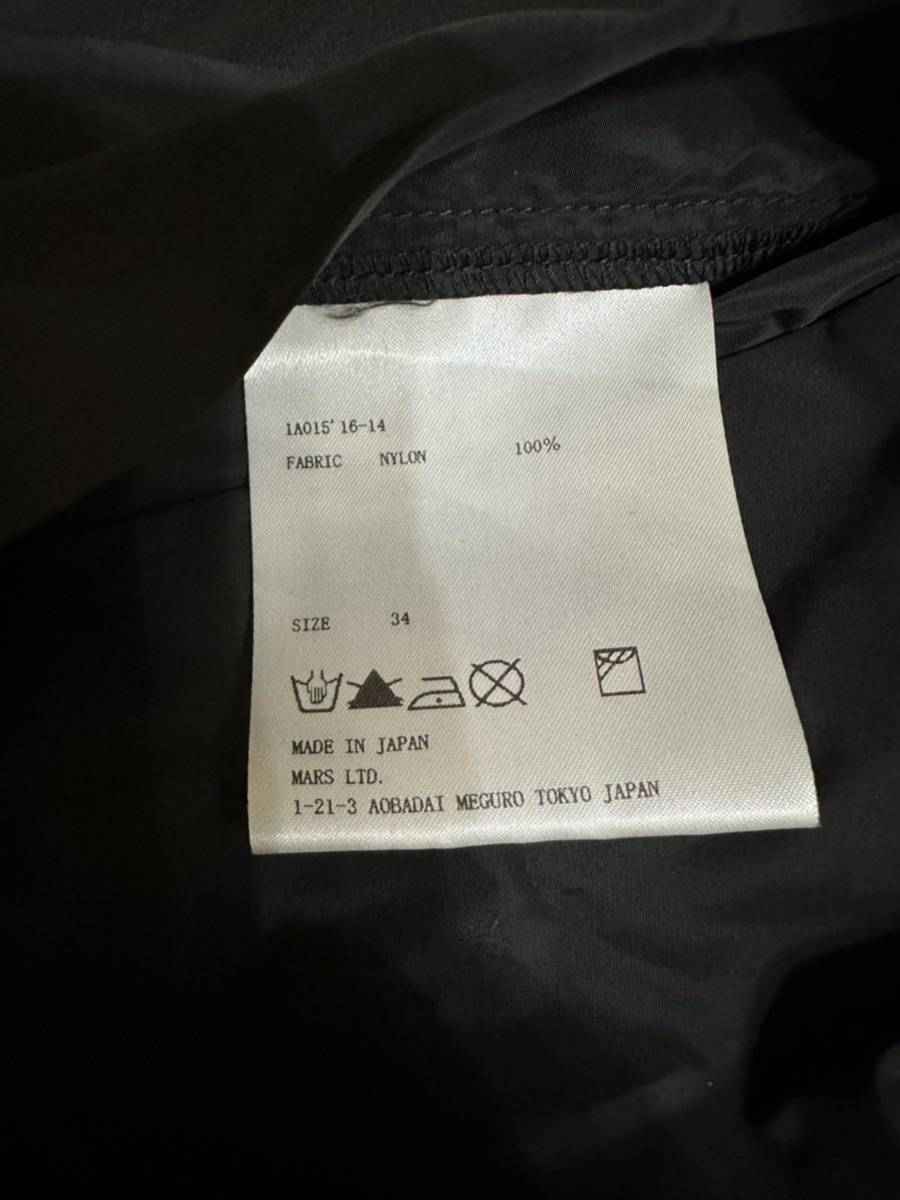 1A015'16-14
FABRIC NYLON 100%
SIZE 34
MADE IN JAPAN
MARS LTD.
1-21-3 AOBADAI MEGURO TOKYO JAPAN